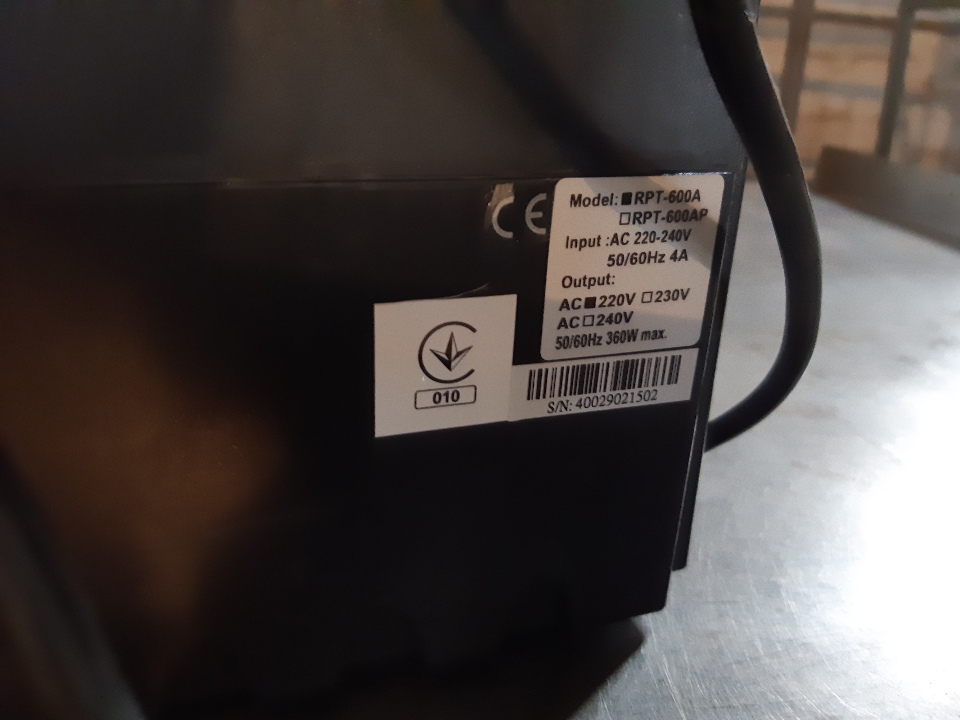 CE
Model: ■ RPT-600A
□ RPT-600AP
Input :AC 220-240V
50/60Hz 4A
Output:
AC ■ 220V □ 230V
AC □ 240V
50/60Hz 360W max.
010
S/N: 40029021502